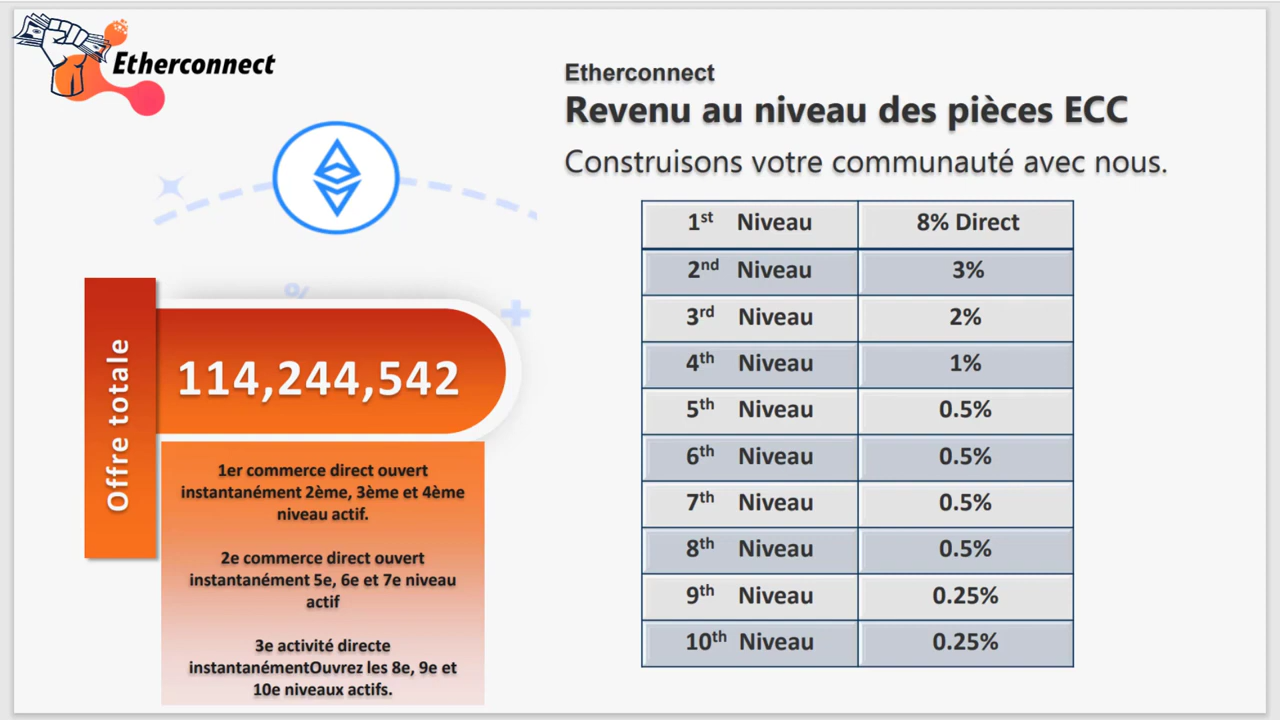 Etherconnect
Etherconnect
Revenu au niveau des pièces ECC
Construisons votre communauté avec nous.
1st Niveau 8% Direct
2nd Niveau 3%
3rd Niveau 2%
4th Niveau 1%
5th Niveau 0.5%
6th Niveau 0.5%
7th Niveau 0.5%
8th Niveau 0.5%
9th Niveau 0.25%
10th Niveau 0.25%
%
Offre totale
114,244,542
1er commerce direct ouvert
instantanément 2ème, 3ème et 4ème
niveau actif.
2e commerce direct ouvert
instantanément 5e, 6e et 7e niveau
actif
3e activité directe
instantanémentOuvrez les 8e, 9e et
10e niveaux actifs.